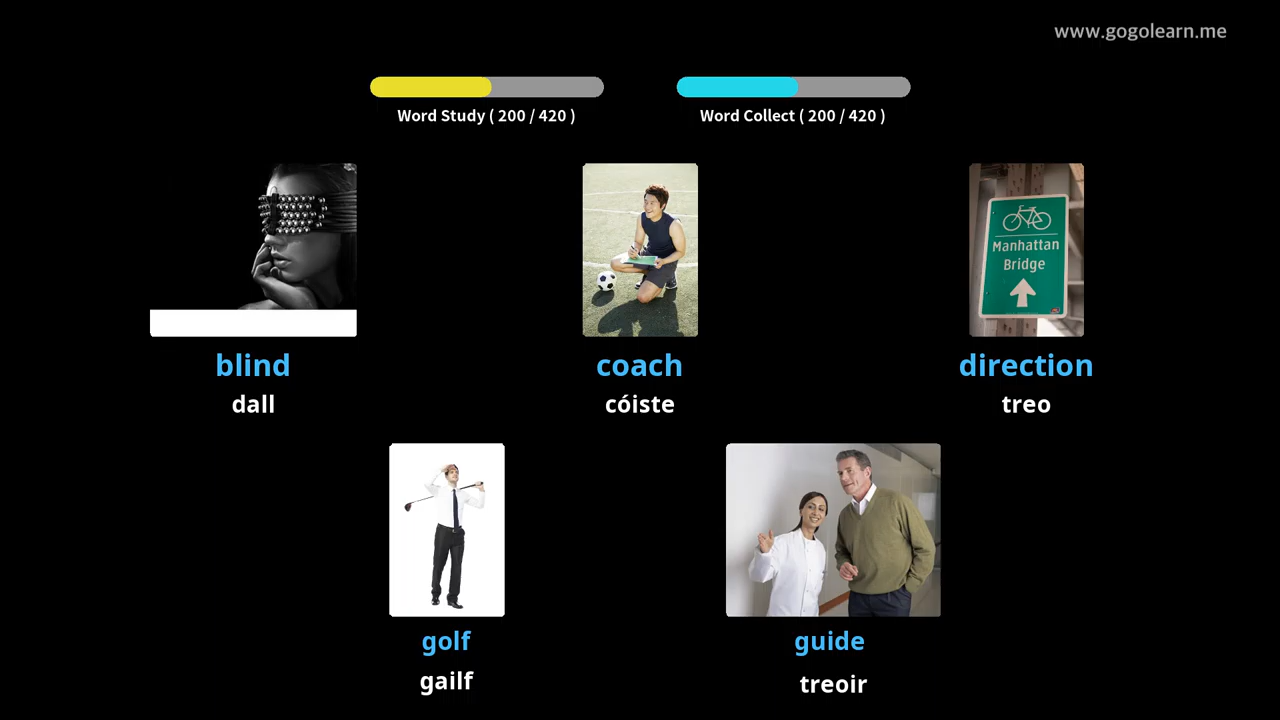 www.gogolearn.me
Word Study ( 200 / 420 )
Word Collect ( 200 / 420 )
Manhattan
Bridge
blind
coach
direction
dall
cóiste
treo
golf
guide
gailf
treoir